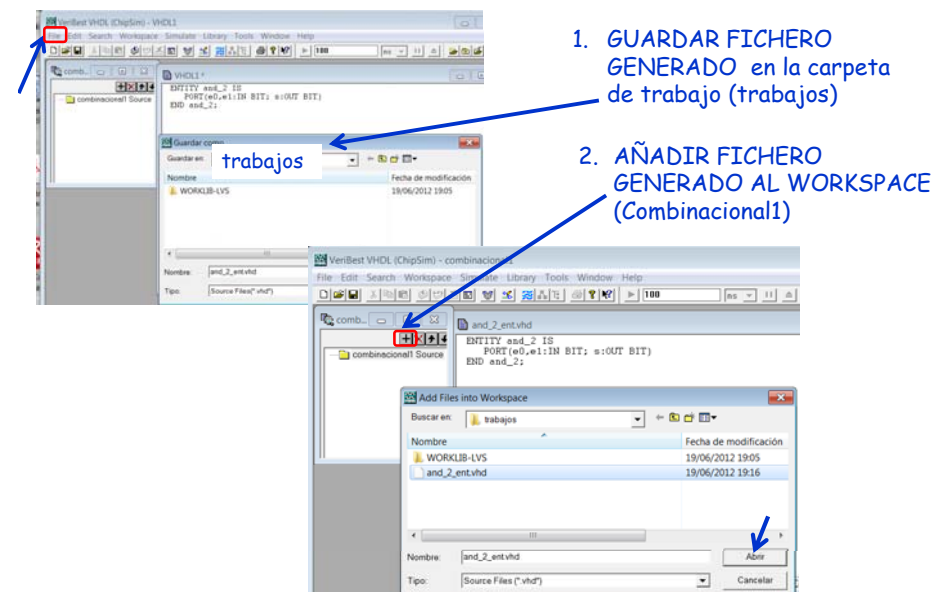 VeriBest VHDL (ChipSim) - VHDL1
File Edit Search Workspace Simulate Library Tools Window Help
100
ns
comb...
VHDL1 *
combinacional1 Source
ENTITY and_2 IS
PORT(e0,e1:IN BIT; s:OUT BIT)
END and_2;
Guardar como
Guardar en:
trabajos
Nombre
Fecha de modificación
WORKLIB-LVS
19/06/2012 19:05
Nombre:
and_2_ent.vhd
Tipo:
Source Files(*.vhd*)
1. GUARDAR FICHERO
GENERADO en la carpeta
de trabajo (trabajos)
2. AÑADIR FICHERO
GENERADO AL WORKSPACE
(Combinacional1)
VeriBest VHDL (ChipSim) - combinacional1
File Edit Search Workspace Simulate Library Tools Window Help
100
ns
comb...
and_2_ent.vhd
combinacional1 Source
ENTITY and_2 IS
PORT(e0,e1:IN BIT; s:OUT BIT)
END and_2;
Add Files into Workspace
Buscar en:
trabajos
Nombre
Fecha de modificación
WORKLIB-LVS
19/06/2012 19:05
and_2_ent.vhd
19/06/2012 19:16
Nombre:
and_2_ent.vhd
Abrir
Tipo:
Source Files (*.vhd*)
Cancelar